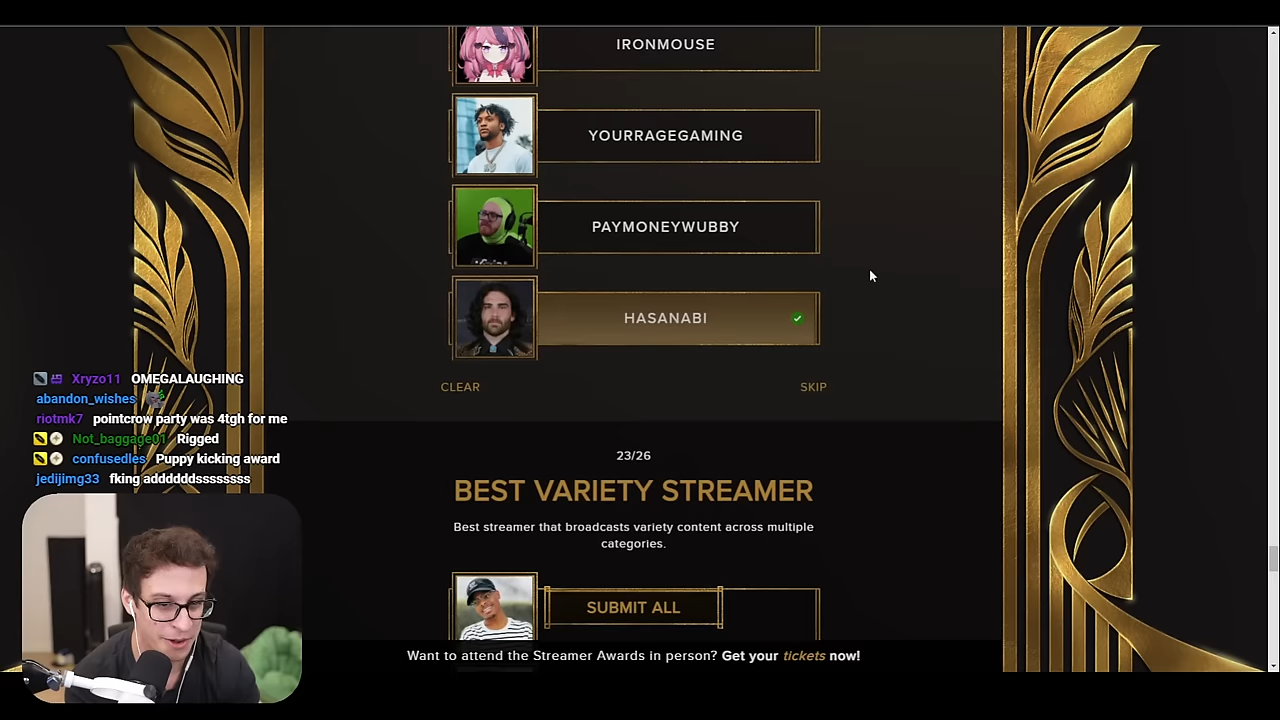 IRONMOUSE
YOURRAGEGAMING
PAYMONEYWUBBY
HASANABI
CLEAR
SKIP
Xryzo11 OMEGALAUGHING
abandon_wishes
riotmk7 pointcrow party was 4tgh for me
Not_baggage01 Rigged
confusedles Puppy kicking award
jedijimg33 fking addddddssssssss
23/26
BEST VARIETY STREAMER
Best streamer that broadcasts variety content across multiple
categories.
SUBMIT ALL
Want to attend the Streamer Awards in person? Get your tickets now!